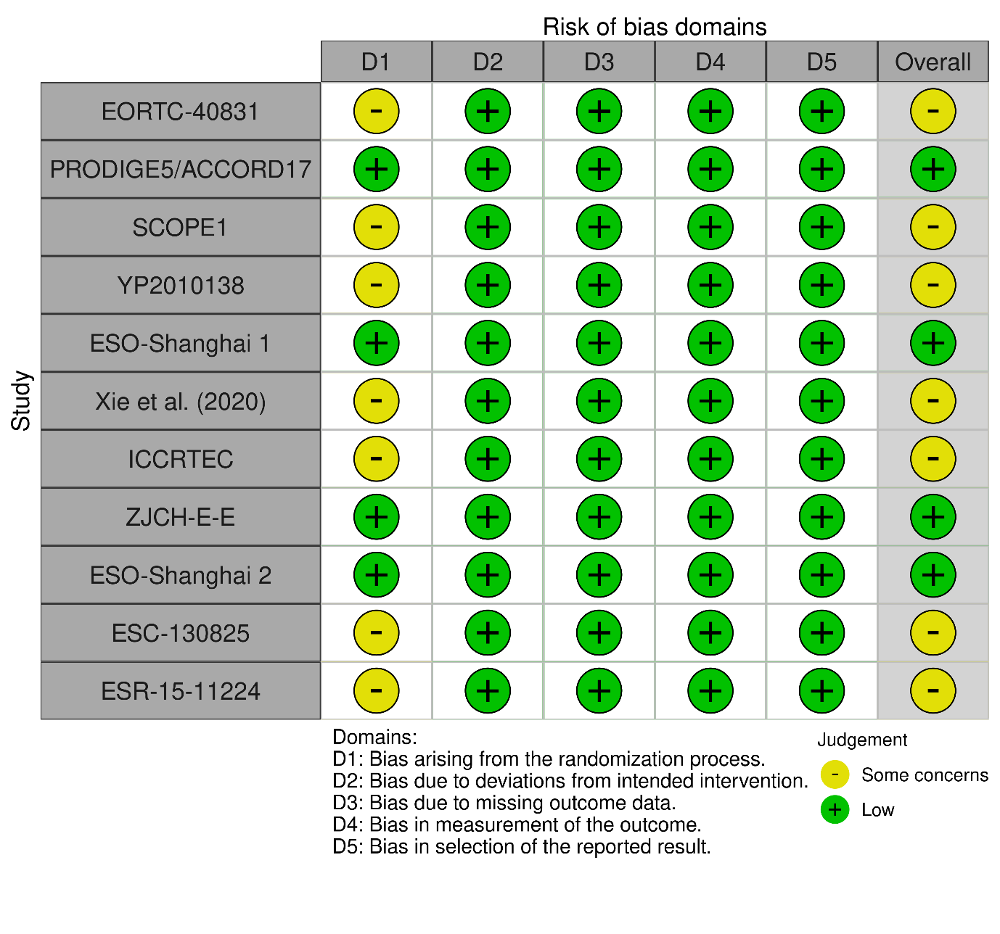 Risk of bias domains
D1 D2 D3 D4 D5 Overall
Study
EORTC-40831 - + + + + -
PRODIGE5/ACCORD17 + + + + + +
SCOPE1 - + + + + -
YP2010138 - + + + + -
ESO-Shanghai 1 + + + + + +
Xie et al. (2020) - + + + + -
ICCRTEC - + + + + -
ZJCH-E-E + + + + + +
ESO-Shanghai 2 + + + + + +
ESC-130825 - + + + + -
ESR-15-11224 - + + + + -
Domains:
D1: Bias arising from the randomization process.
D2: Bias due to deviations from intended intervention.
D3: Bias due to missing outcome data.
D4: Bias in measurement of the outcome.
D5: Bias in selection of the reported result.
Judgement
- Some concerns
+ Low